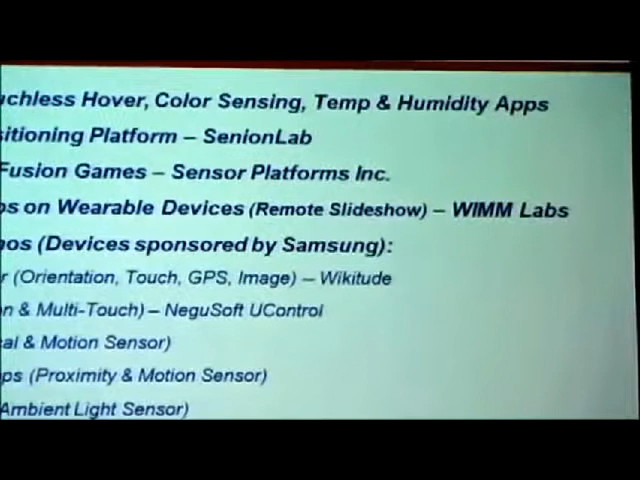 uchless Hover, Color Sensing, Temp & Humidity Apps
sitioning Platform – SenionLab
Fusion Games – Sensor Platforms Inc.
os on Wearable Devices (Remote Slideshow) – WIMM Labs
nos (Devices sponsored by Samsung):
r (Orientation, Touch, GPS, Image) – Wikitude
n & Multi-Touch) – NeguSoft UControl
cal & Motion Sensor)
ps (Proximity & Motion Sensor)
Ambient Light Sensor)